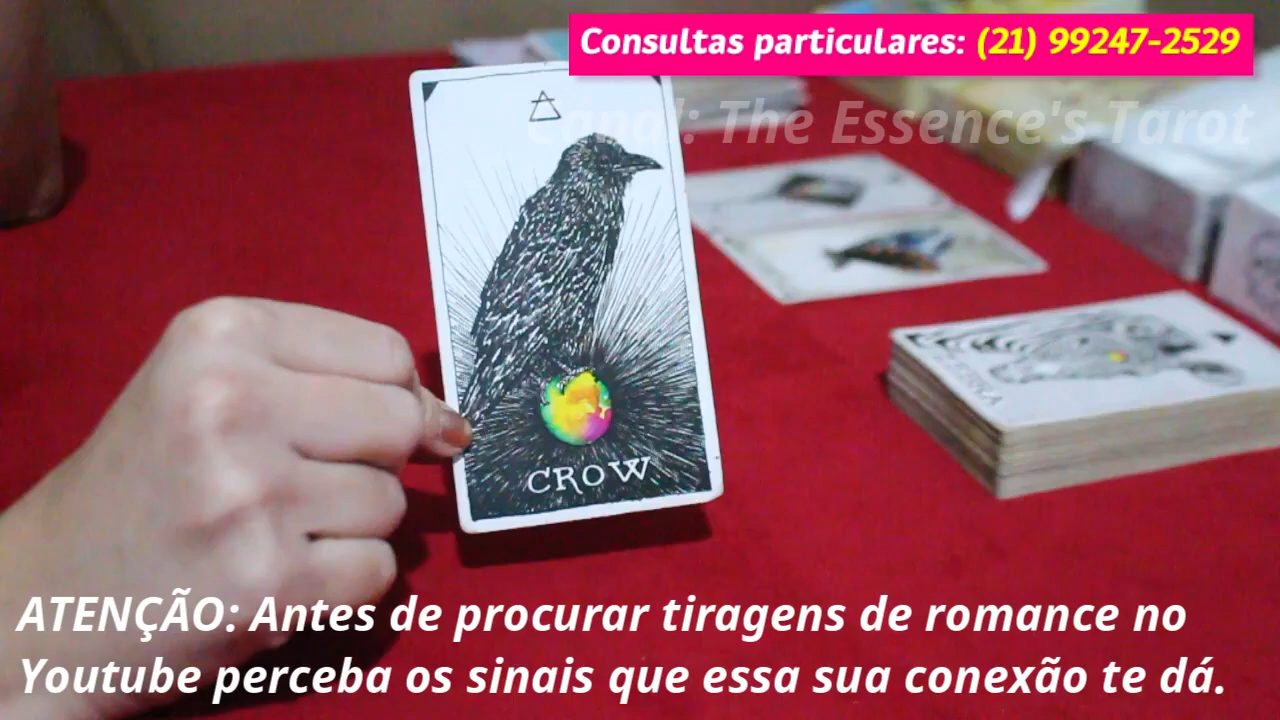 Consultas particulares: (21) 99247-2529
Canal: The Essence's Tarot
CROW
ATENÇÃO: Antes de procurar tiragens de romance no
Youtube perceba os sinais que essa sua conexão te dá.